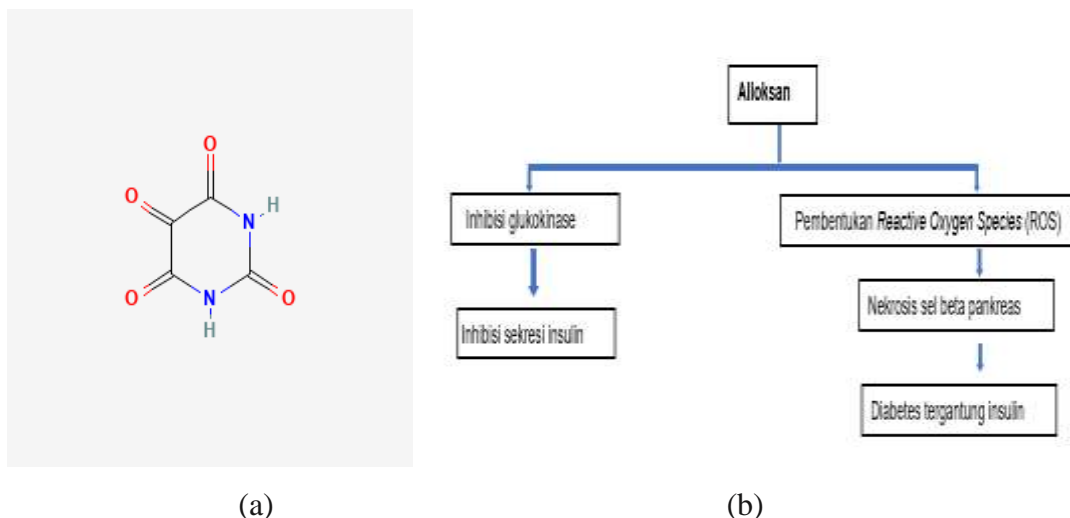 O
O
H
N
O
N
O
H
Alloksan
Inhibisi glukokinase
Pembentukan Reactive Oxygen Species (ROS)
Nekrosis sel beta pankreas
Inhibisi sekresi insulin
Diabetes tergantung insulin
(a)
(b)